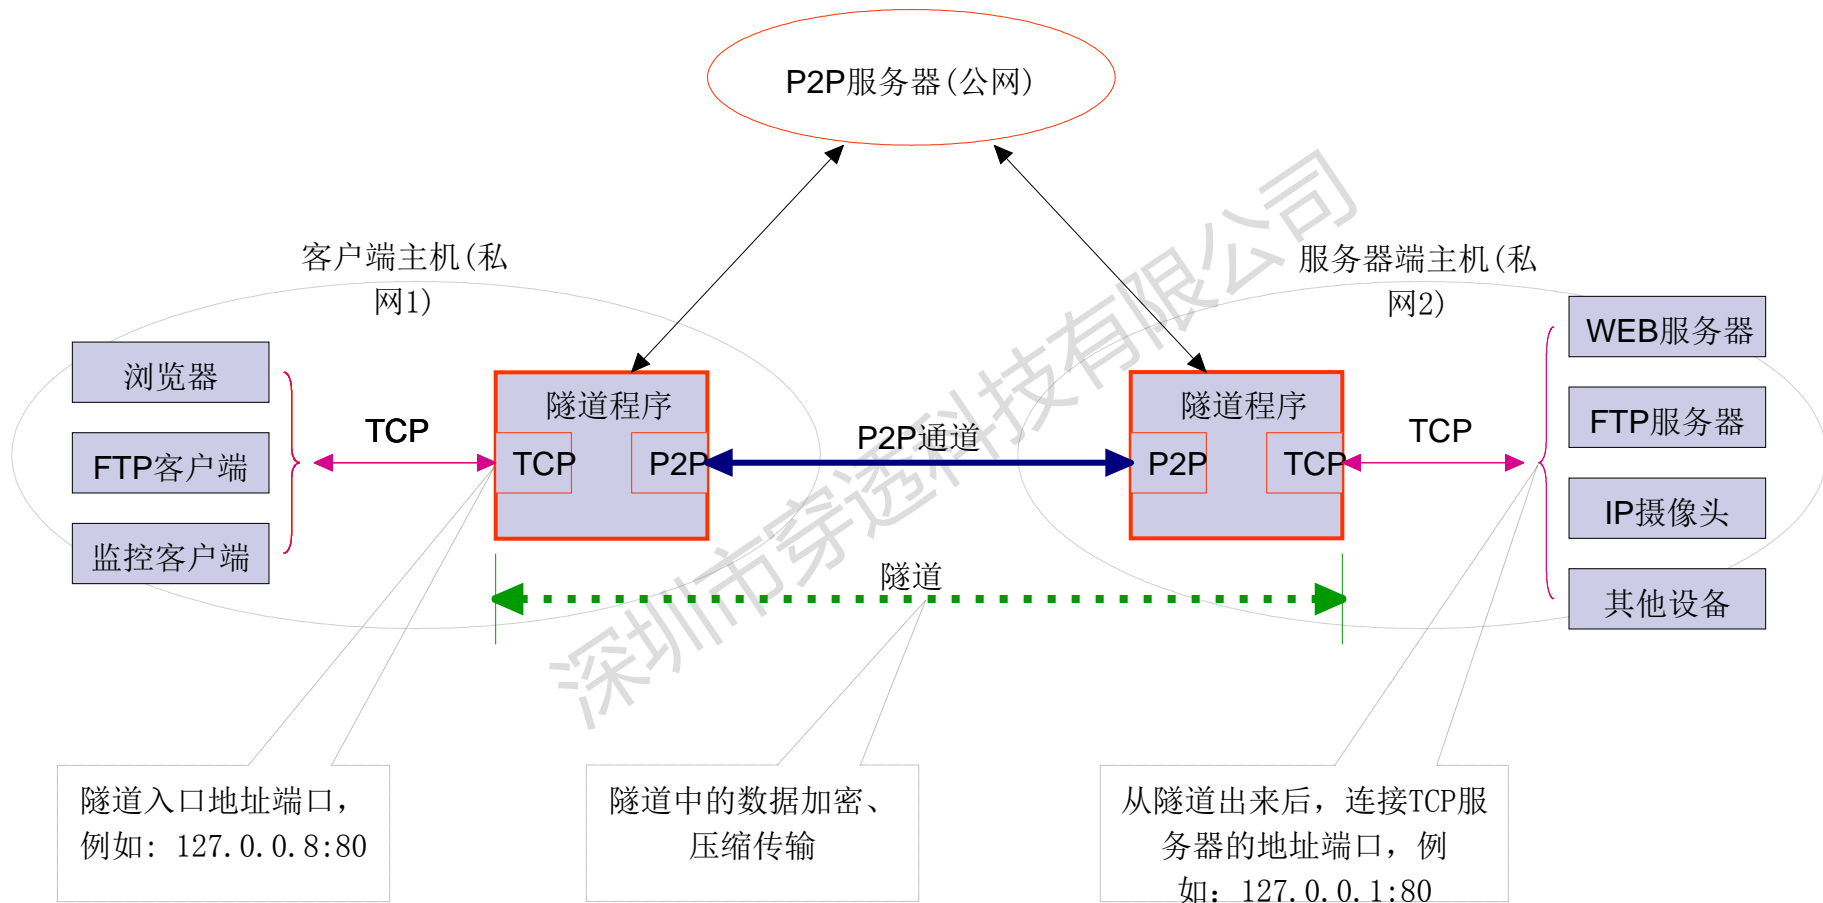 P2P服务器(公网)
客户端主机(私
网1)
服务器端主机(私
网2)
浏览器
FTP客户端
监控客户端
TCP
隧道程序
TCP
P2P
P2P通道
隧道程序
P2P
TCP
TCP
WEB服务器
FTP服务器
IP摄像头
其他设备
隧道
隧道入口地址端口，
例如: 127.0.0.8:80
隧道中的数据加密、
压缩传输
从隧道出来后，连接TCP服
务器的地址端口，例
如：127.0.0.1:80
深圳市穿透科技有限公司